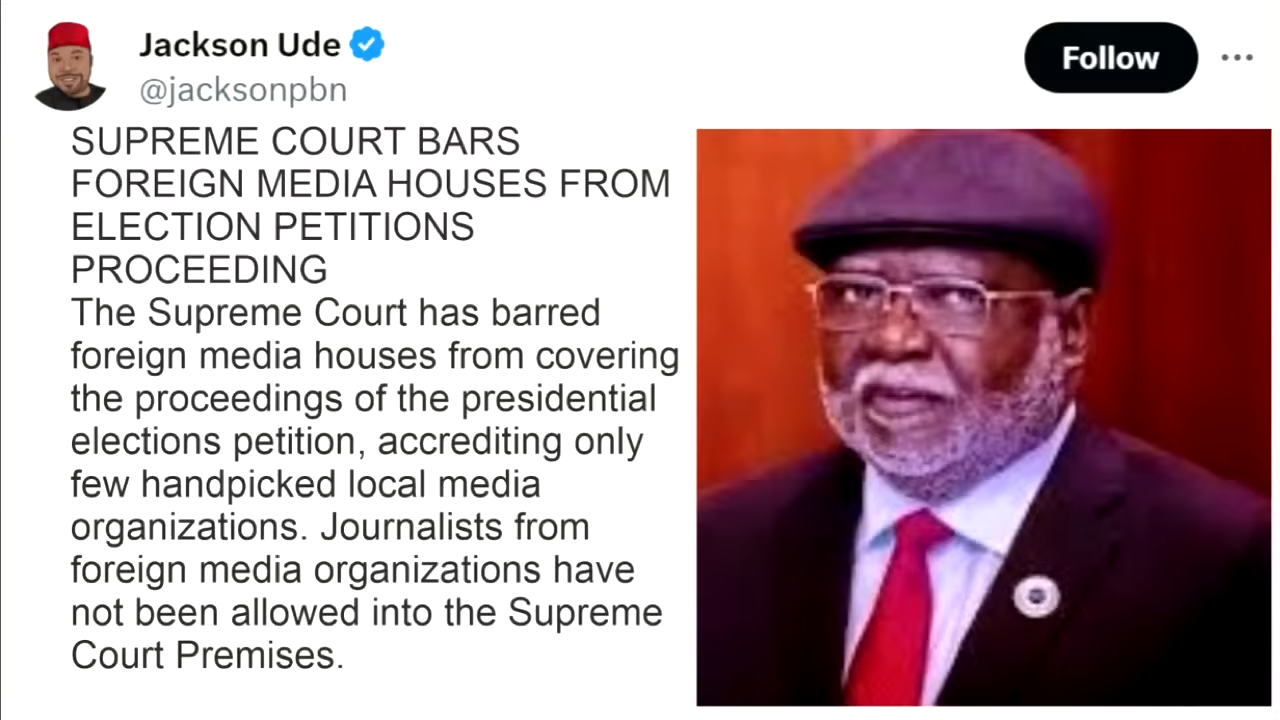 Jackson Ude
@jacksonpbn
Follow
SUPREME COURT BARS
FOREIGN MEDIA HOUSES FROM
ELECTION PETITIONS
PROCEEDING
The Supreme Court has barred
foreign media houses from covering
the proceedings of the presidential
elections petition, accrediting only
few handpicked local media
organizations. Journalists from
foreign media organizations have
not been allowed into the Supreme
Court Premises.